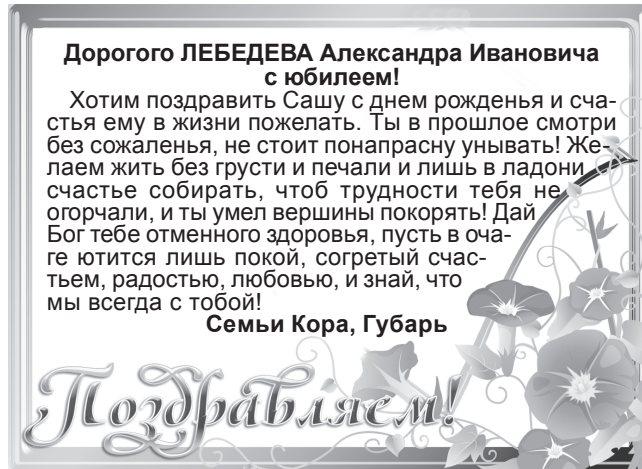 Дорогого ЛЕБЕДЕВА Александра Ивановича
с юбилеем!
Хотим поздравить Сашу с днем рожденья и сча-
стья ему в жизни пожелать. Ты в прошлое смотри
без сожаленья, не стоит понапрасну унывать! Же-
лаем жить без грусти и печали и лишь в ладони
счастье собирать, чтоб трудности тебя не
огорчали, и ты умел вершины покорять! Дай
Бог тебе отменного здоровья, пусть в оча-
ге ютится лишь покой, согретый счас-
тьем, радостью, любовью, и знай, что
мы всегда с тобой!
Семьи Кора, Губарь
Поздравляем!